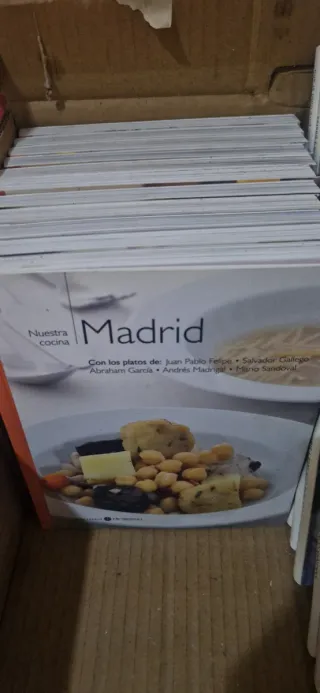 Nuestra
cocina
Madrid
Con los platos de: Juan Pablo Felipe • Salvador Gallego
Abraham García • Andrés Madrigal • Mario Sandoval